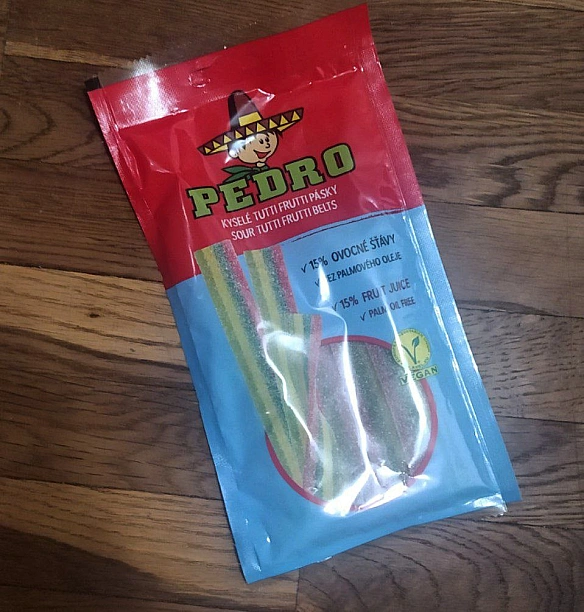 PEDRO
KYSELÉ TUTTI FRUTTI PÁSKY
SOUR TUTTI FRUTTI BELTS
✓ 15% OVOCNÉ ŠŤÁVY
✓ BEZ PALMOVÉHO OLEJE
✓ 15% FRUIT JUICE
✓ PALM OIL FREE
VEGAN